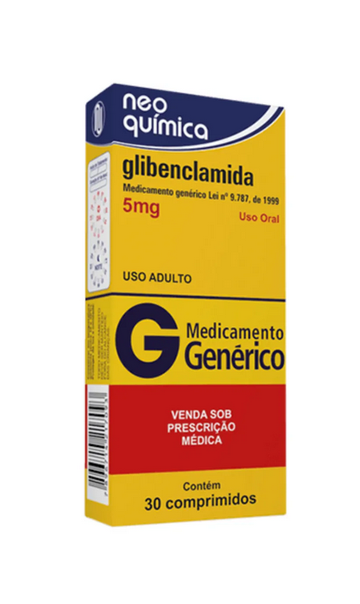 neo
química
glibenclamida
Medicamento genérico Lei nº 9.787, de 1999
5mg
Uso Oral
USO ADULTO
G Medicamento
Genérico
VENDA SOB
PRESCRIÇÃO
MÉDICA
Contém
30 comprimidos